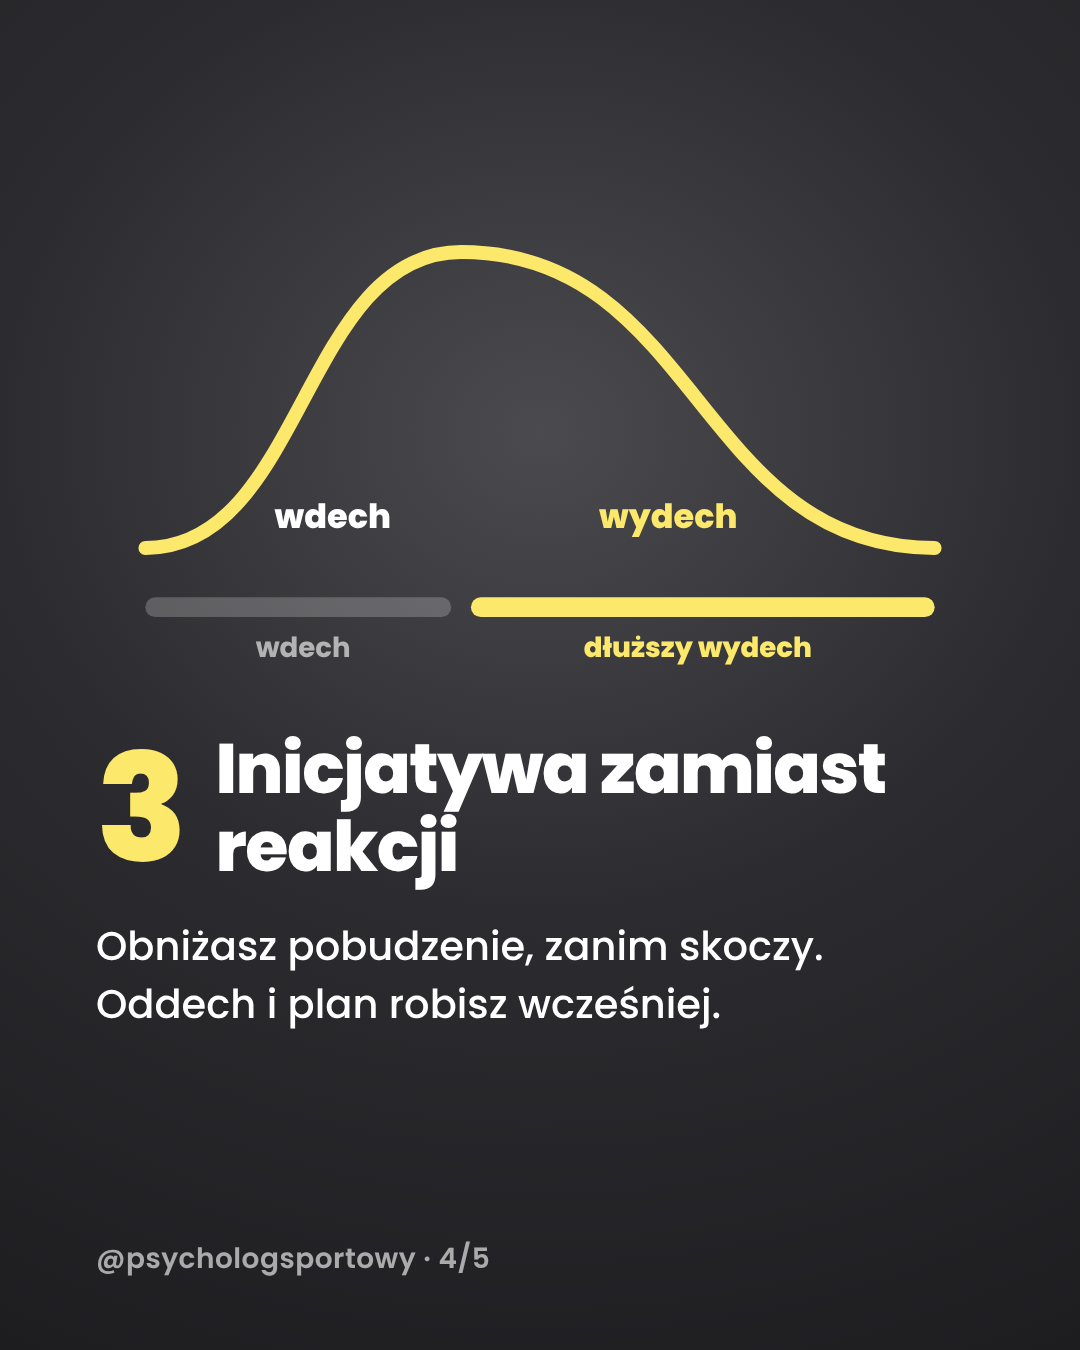 wdech
wydech
wdech
dłuższy wydech
3
Inicjatywa zamiast
reakcji
Obniżasz pobudzenie, zanim skoczy.
Oddech i plan robisz wcześniej.
@psychologsportowy · 4/5